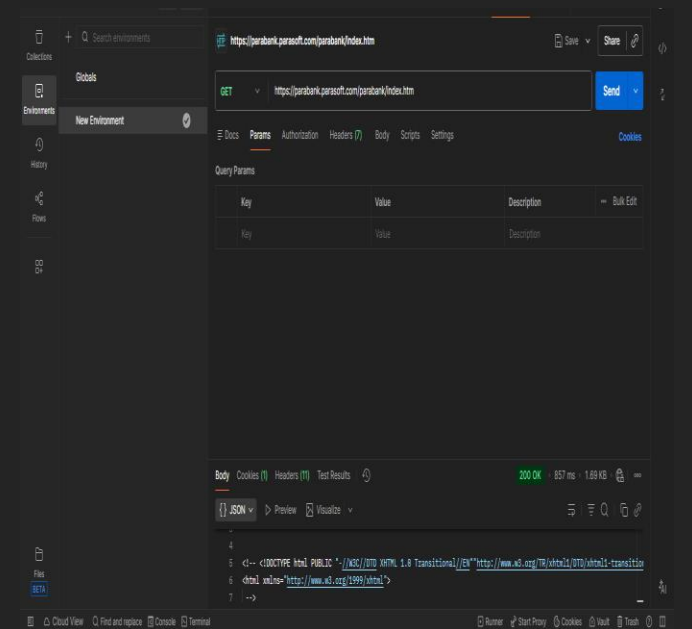 Collections
Environments
History
Flows
Files
BETA
+ Search environments
Globals
New Environment
HTTP https://parabank.parasoft.com/parabank/index.htm
Save
Share
GET https://parabank.parasoft.com/parabank/index.htm
Send
Docs Params Authorization Headers (7) Body Scripts Settings
Cookies
Query Params
Key Value Description ••• Bulk Edit
Key Value Description
Body Cookies (1) Headers (11) Test Results
200 OK · 857 ms · 1.69 KB
{} JSON Preview Visualize
4
5 <!-- <!DOCTYPE html PUBLIC "-//W3C//DTD XHTML 1.0 Transitional//EN""http://www.w3.org/TR/xhtml1/DTD/xhtml1-transition
6 <html xmlns="http://www.w3.org/1999/xhtml">
7 -->
AI
Cloud View Find and replace Console Terminal
Runner Start Proxy Cookies Vault Trash